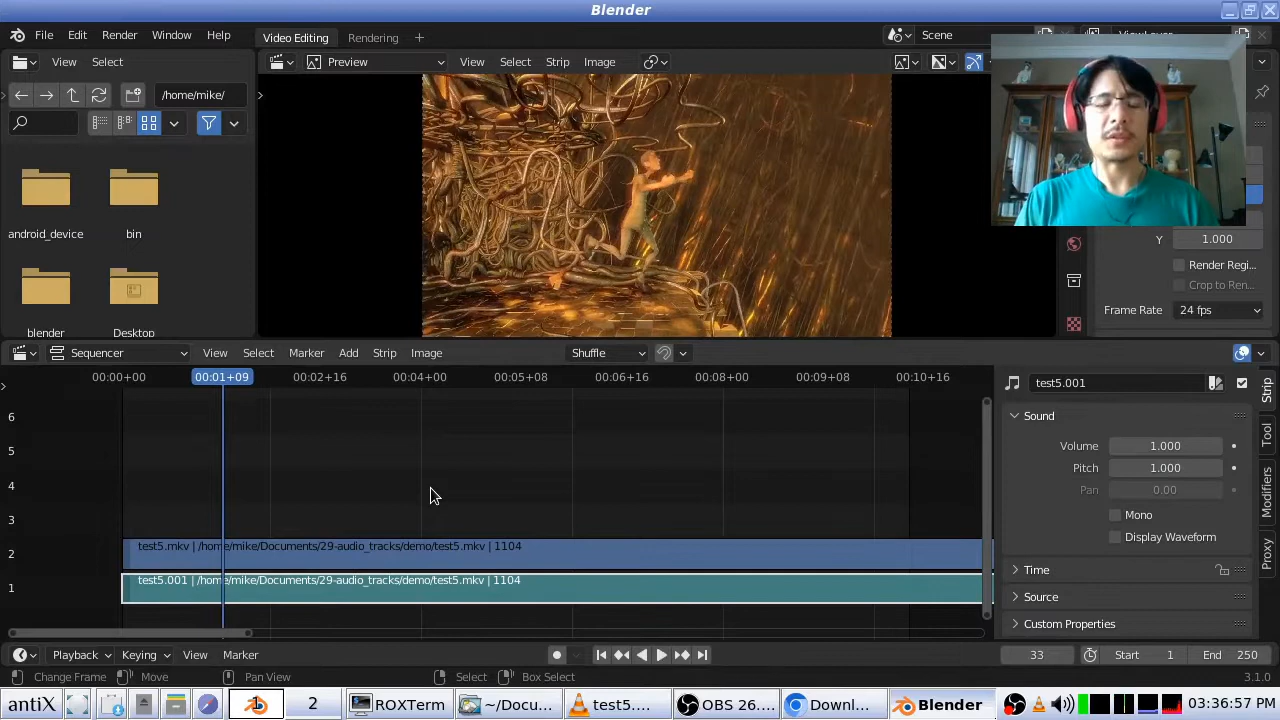 Blender
File Edit Render Window Help Video Editing Rendering + Scene ViewLayer
View Select Preview View Select Strip Image
/home/mike/
android_device bin
blender Desktop
Y 1.000
Render Regi...
Crop to Ren...
Frame Rate 24 fps
Sequencer View Select Marker Add Strip Image Shuffle
00:00+00 00:01+09 00:02+16 00:04+00 00:05+08 00:06+16 00:08+00 00:09+08 00:10+16
6
5
4
3
2 test5.mkv | /home/mike/Documents/29-audio_tracks/demo/test5.mkv | 1104
1 test5.001 | /home/mike/Documents/29-audio_tracks/demo/test5.mkv | 1104
test5.001
Sound
Volume 1.000
Pitch 1.000
Pan 0.00
Mono
Display Waveform
Time
Source
Custom Properties
Strip
Tool
Modifiers
Proxy
Playback Keying View Marker 33 Start 1 End 250
Change Frame Move Pan View Select Box Select 3.1.0
antiX 1 2 ROXTerm ~/Docu... test5.... OBS 26.... Downl... Blender 03:36:57 PM